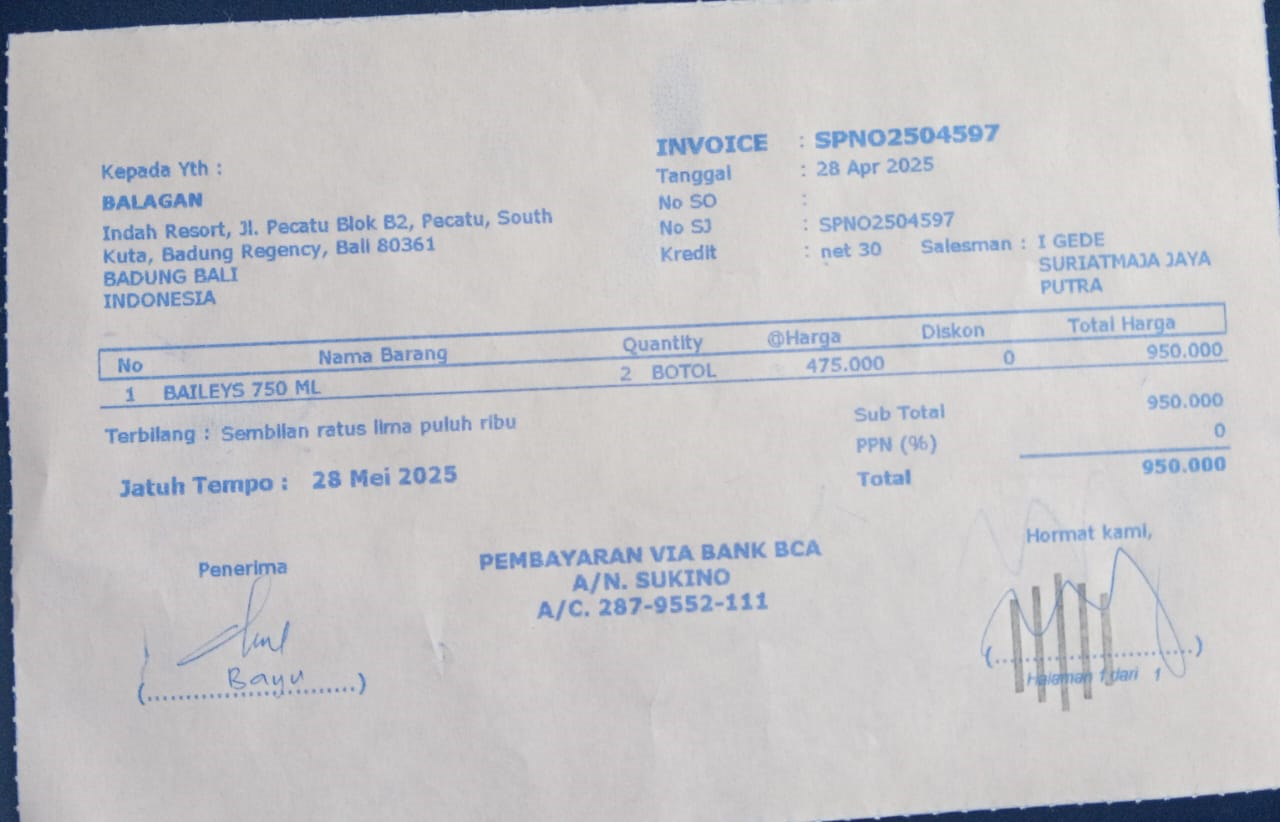 Kepada Yth :
BALAGAN
Indah Resort, Jl. Pecatu Blok B2, Pecatu, South
Kuta, Badung Regency, Bali 80361
BADUNG BALI
INDONESIA
INVOICE : SPNO2504597
Tanggal : 28 Apr 2025
No SO :
No SJ : SPNO2504597
Kredit : net 30 Salesman : I GEDE
SURIATMAJA JAYA
PUTRA
No Nama Barang Quantity @Harga Diskon Total Harga
1 BAILEYS 750 ML 2 BOTOL 475.000 0 950.000
Terbilang : Sembilan ratus lima puluh ribu
Sub Total 950.000
PPN (%) 0
Total 950.000
Jatuh Tempo : 28 Mei 2025
Penerima
Bayu
(..............................)
PEMBAYARAN VIA BANK BCA
A/N. SUKINO
A/C. 287-9552-111
Hormat kami,
(..............................)
Halaman 1 dari 1